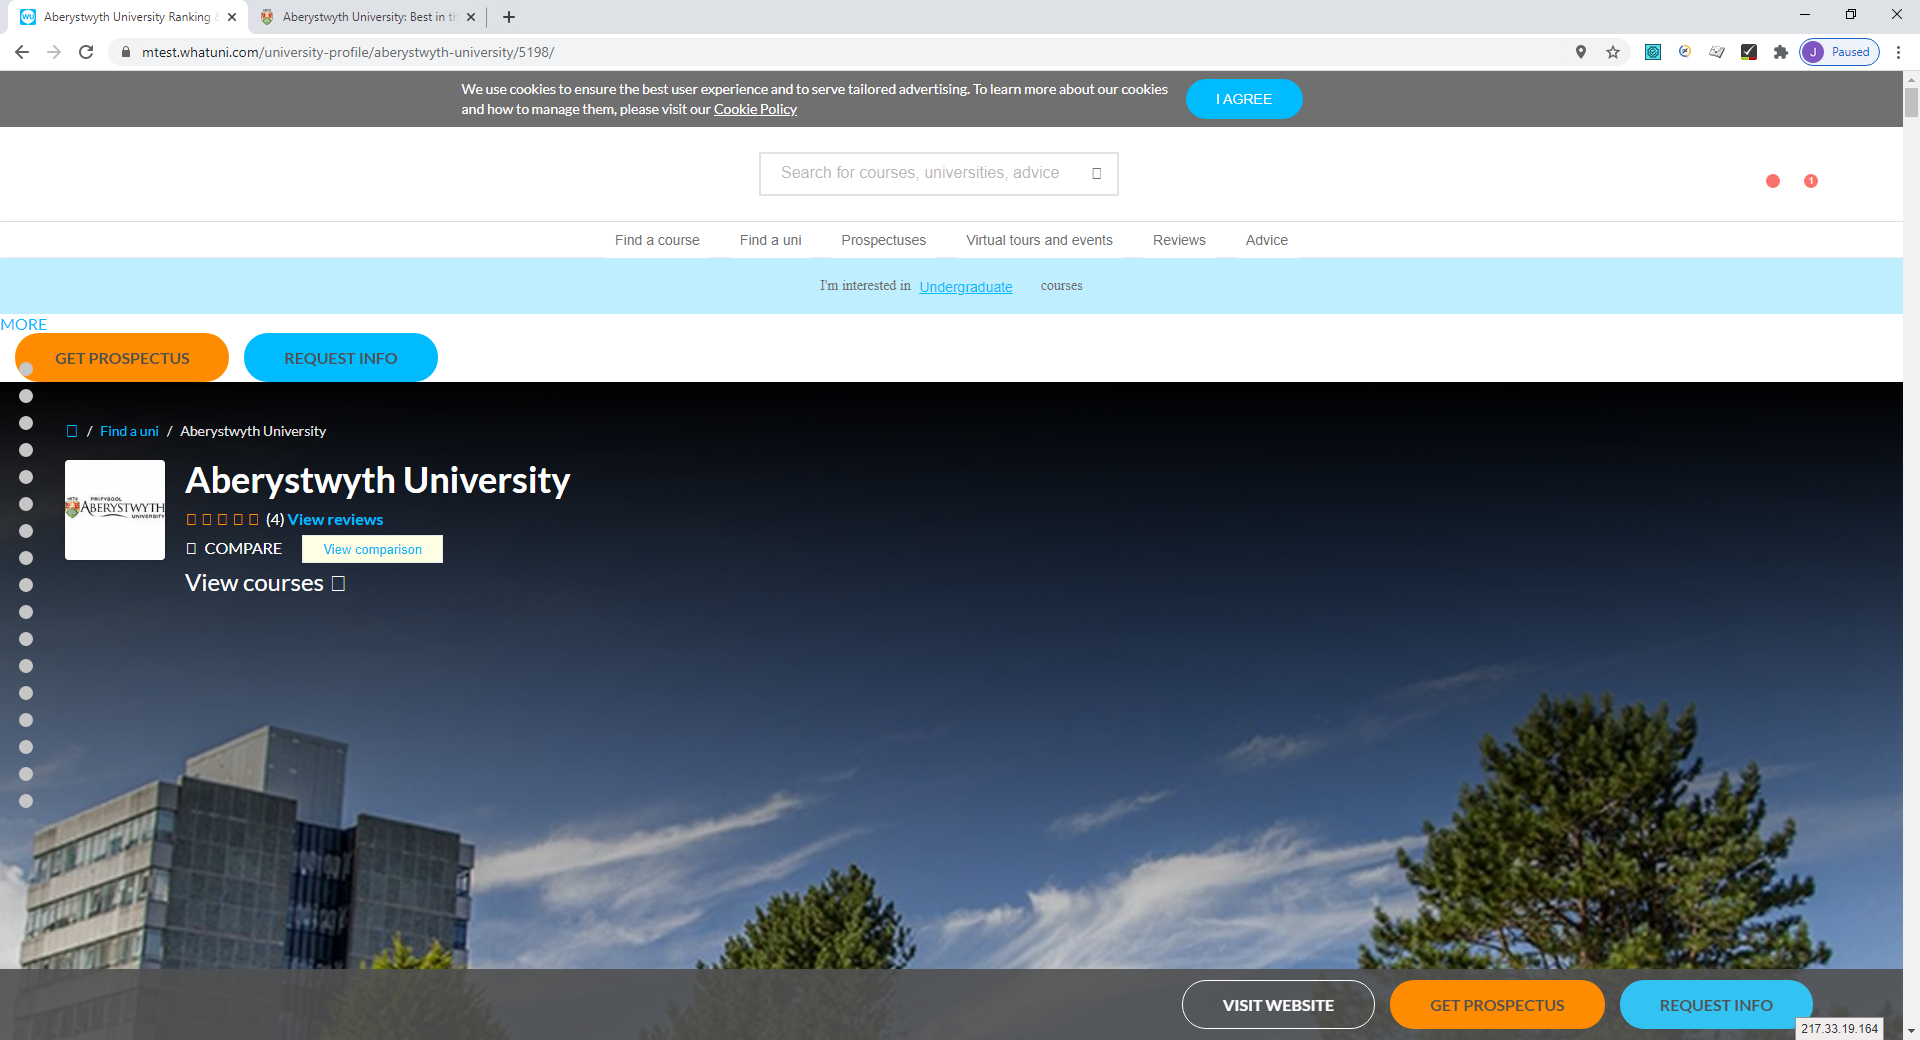 Aberystwyth University Ranking
Aberystwyth University: Best in th
mtest.whatuni.com/university-profile/aberystwyth-university/5198/
J Paused
We use cookies to ensure the best user experience and to serve tailored advertising. To learn more about our cookies
and how to manage them, please visit our Cookie Policy
I AGREE
Search for courses, universities, advice
1
Find a course
Find a uni
Prospectuses
Virtual tours and events
Reviews
Advice
I'm interested in Undergraduate courses
MORE
GET PROSPECTUS
REQUEST INFO
/ Find a uni / Aberystwyth University
PRIFYSGOL
ABERYSTWYTH
UNIVERSITY
Aberystwyth University
(4) View reviews
COMPARE
View comparison
View courses
VISIT WEBSITE
GET PROSPECTUS
REQUEST INFO
217.33.19.164